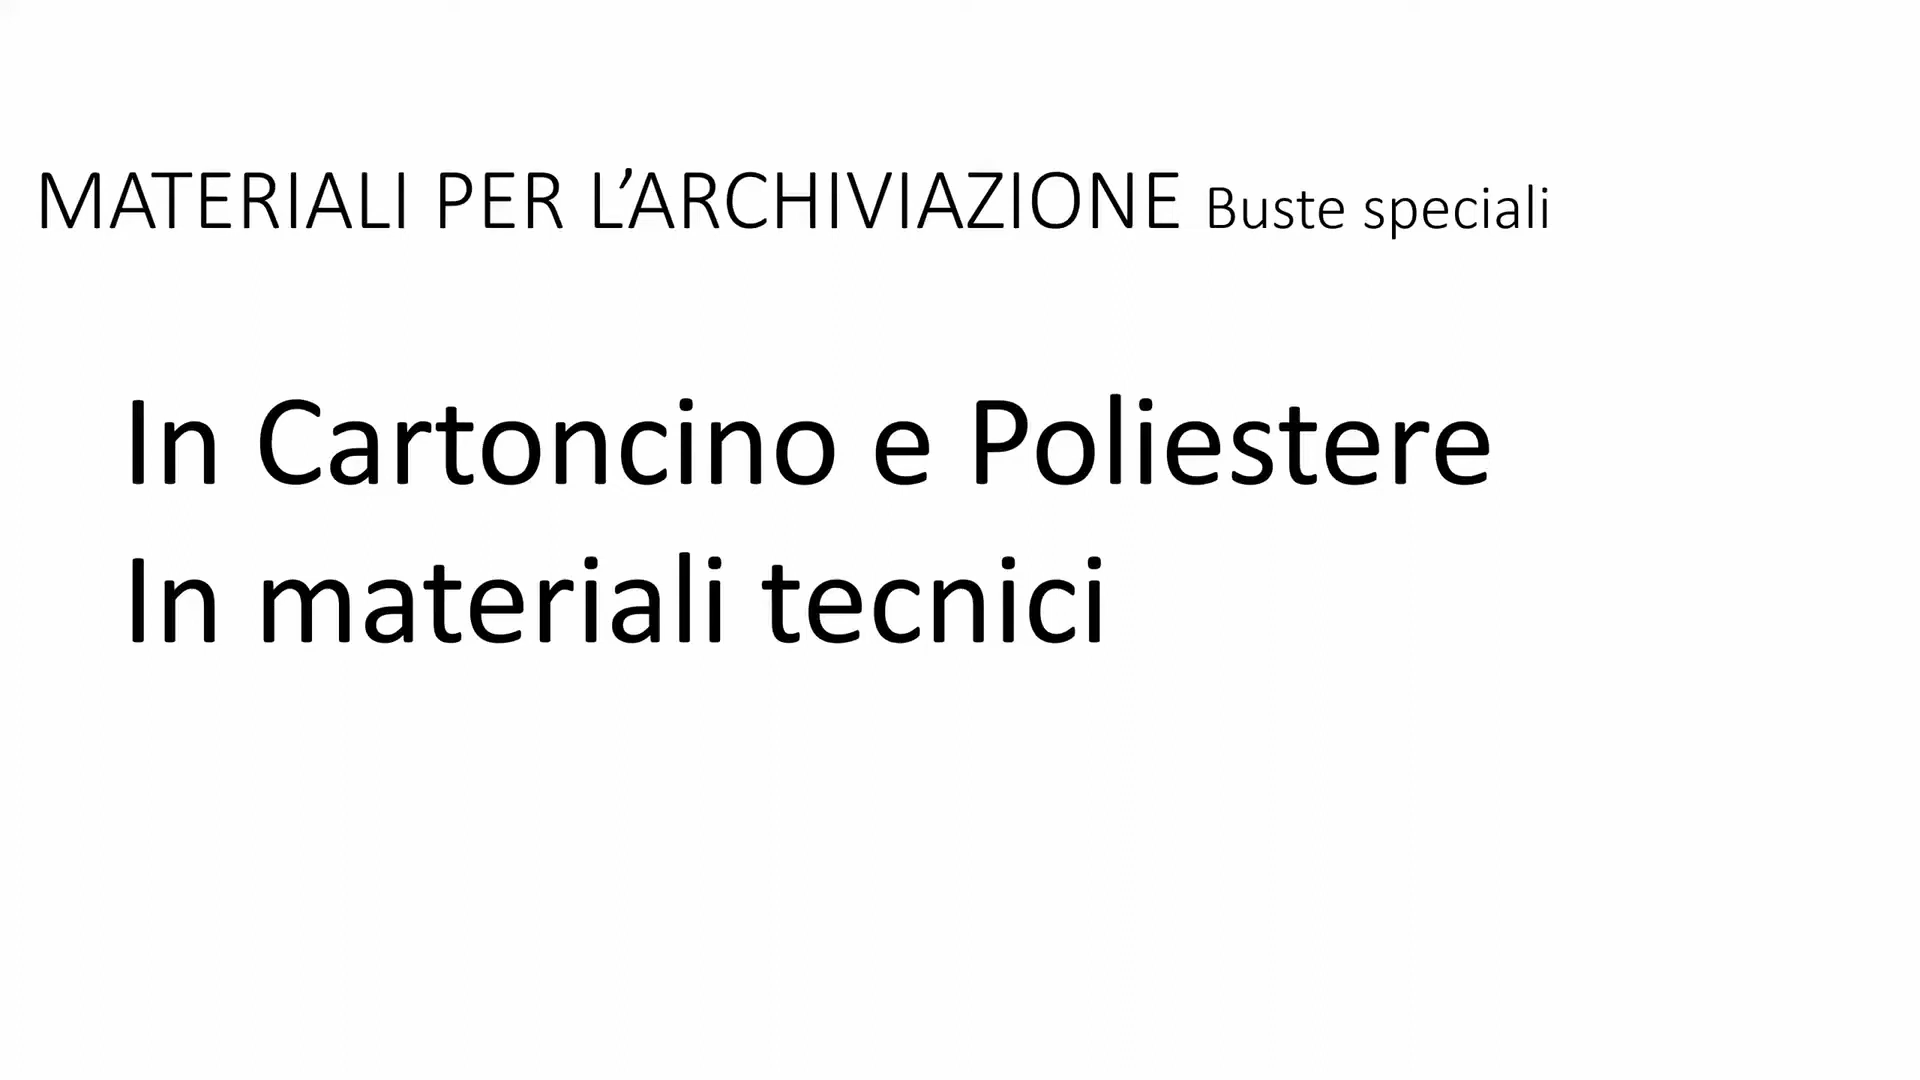 MATERIALI PER L’ARCHIVIAZIONE Buste speciali
In Cartoncino e Poliestere
In materiali tecnici